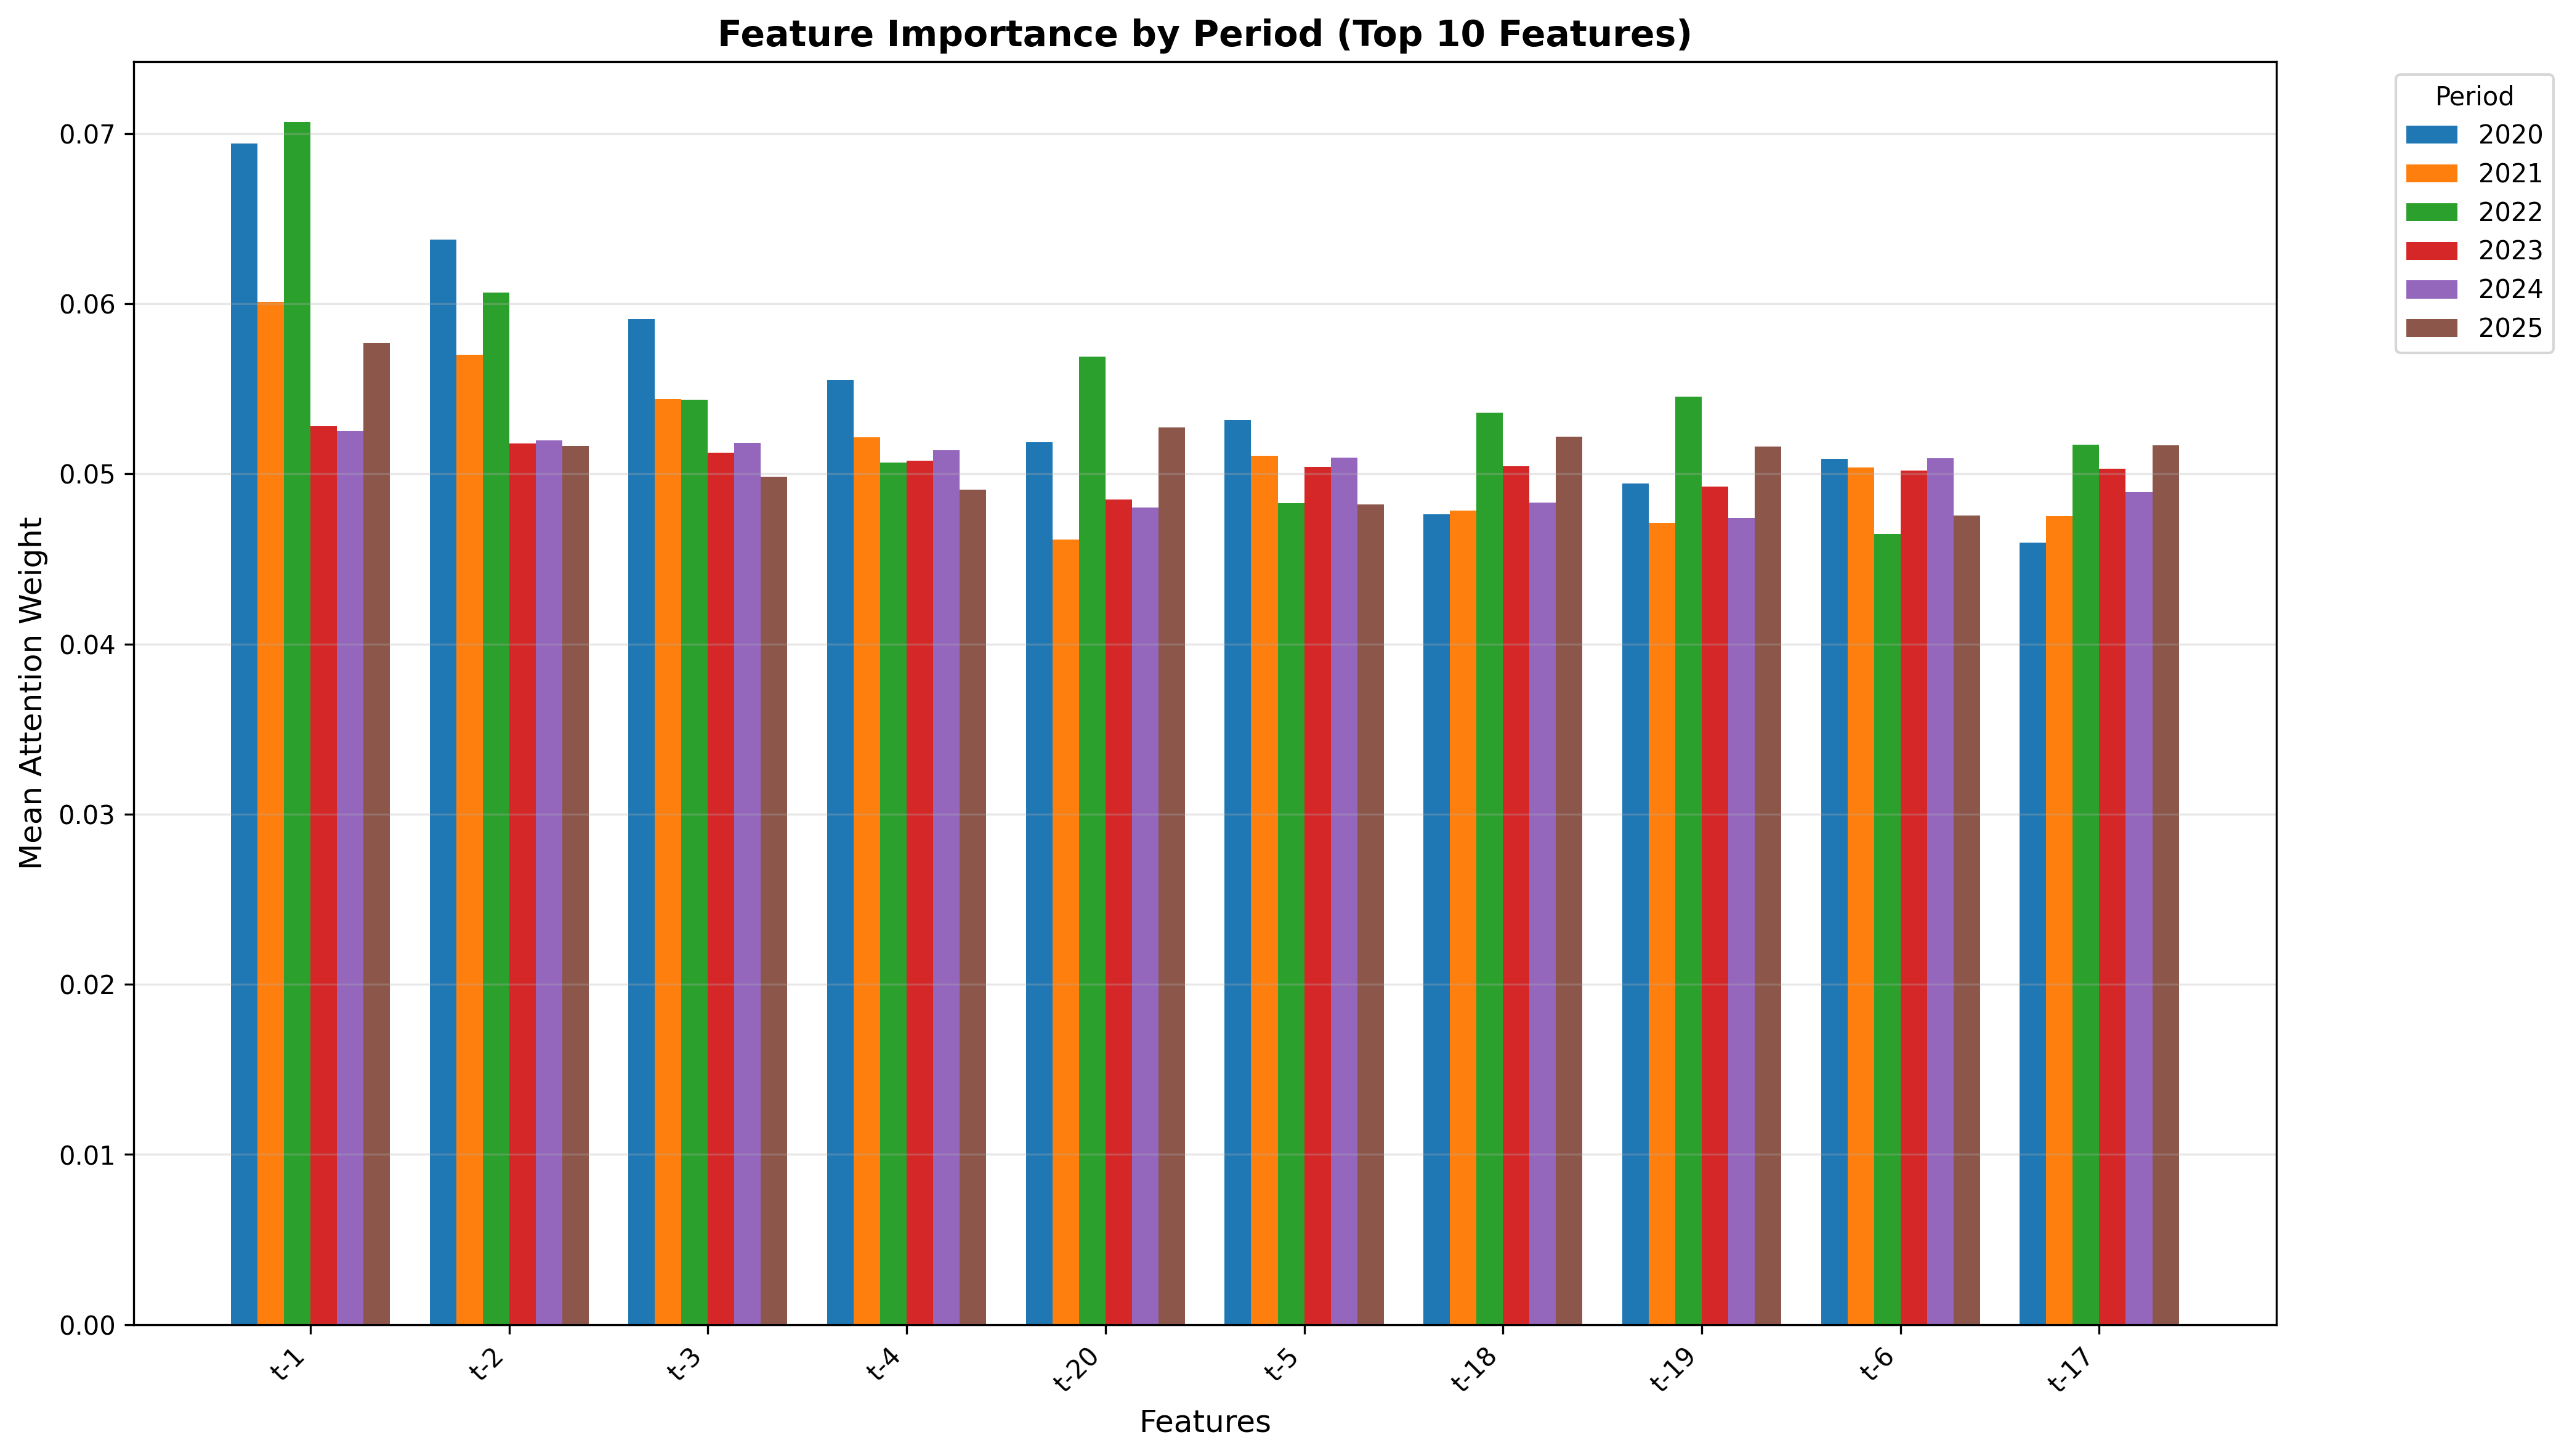 Feature Importance by Period (Top 10 Features)
Period
2020
2021
2022
2023
2024
2025
Mean Attention Weight
0.07
0.06
0.05
0.04
0.03
0.02
0.01
0.00
t-1
t-2
t-3
t-4
t-20
t-5
t-18
t-19
t-6
t-17
Features